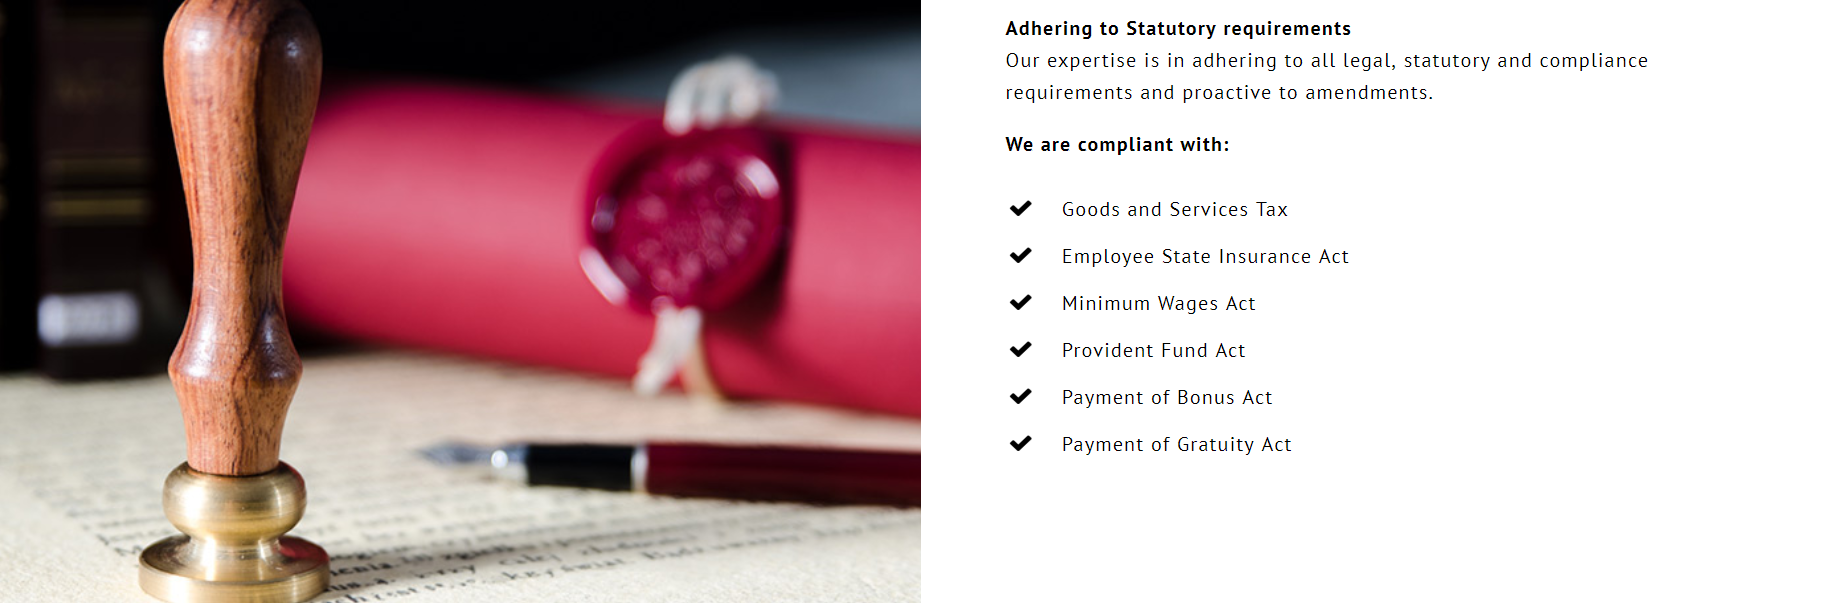 Adhering to Statutory requirements
Our expertise is in adhering to all legal, statutory and compliance
requirements and proactive to amendments.
We are compliant with:
Goods and Services Tax
Employee State Insurance Act
Minimum Wages Act
Provident Fund Act
Payment of Bonus Act
Payment of Gratuity Act